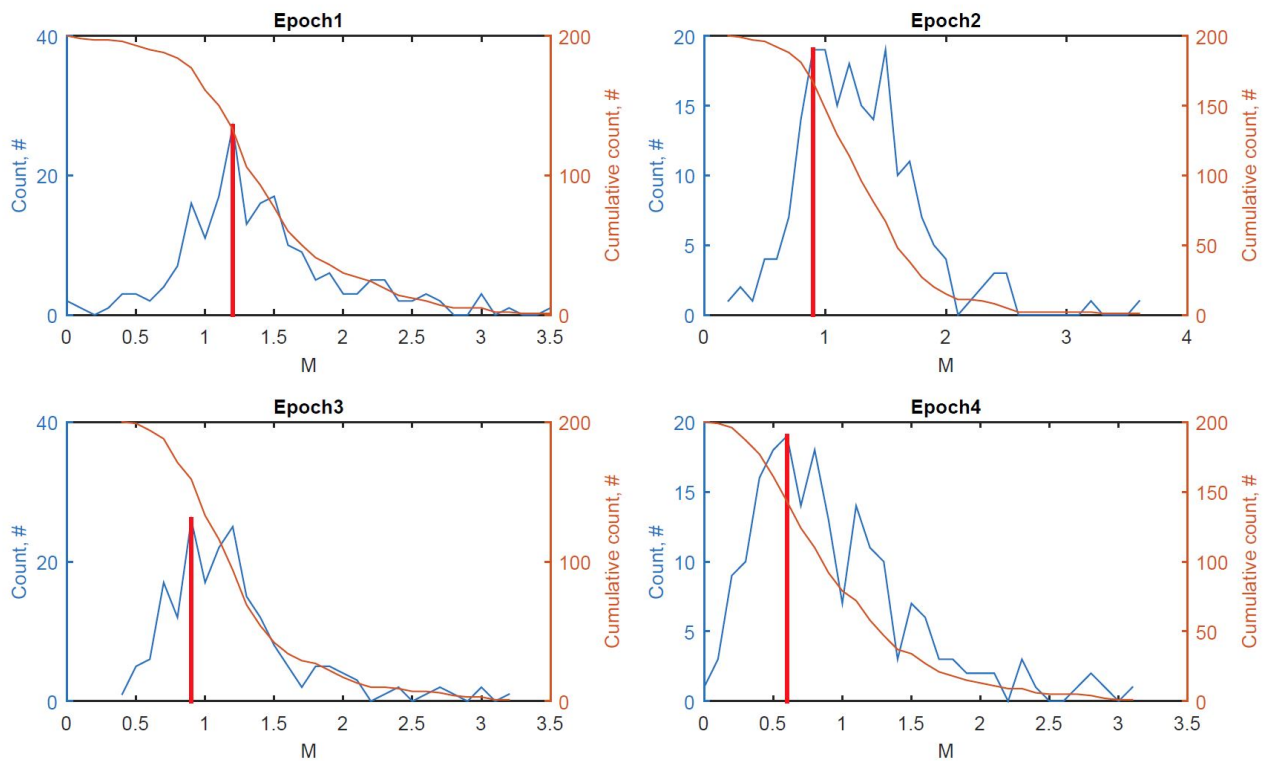 Epoch1
40
20
0
Count, #
200
100
0
Cumulative count, #
0 0.5 1 1.5 2 2.5 3 3.5
M
Epoch2
20
15
10
5
0
Count, #
200
150
100
50
0
Cumulative count, #
0 1 2 3 4
M
Epoch3
40
20
0
Count, #
200
100
0
Cumulative count, #
0 0.5 1 1.5 2 2.5 3 3.5
M
Epoch4
20
15
10
5
0
Count, #
200
150
100
50
0
Cumulative count, #
0 0.5 1 1.5 2 2.5 3 3.5
M